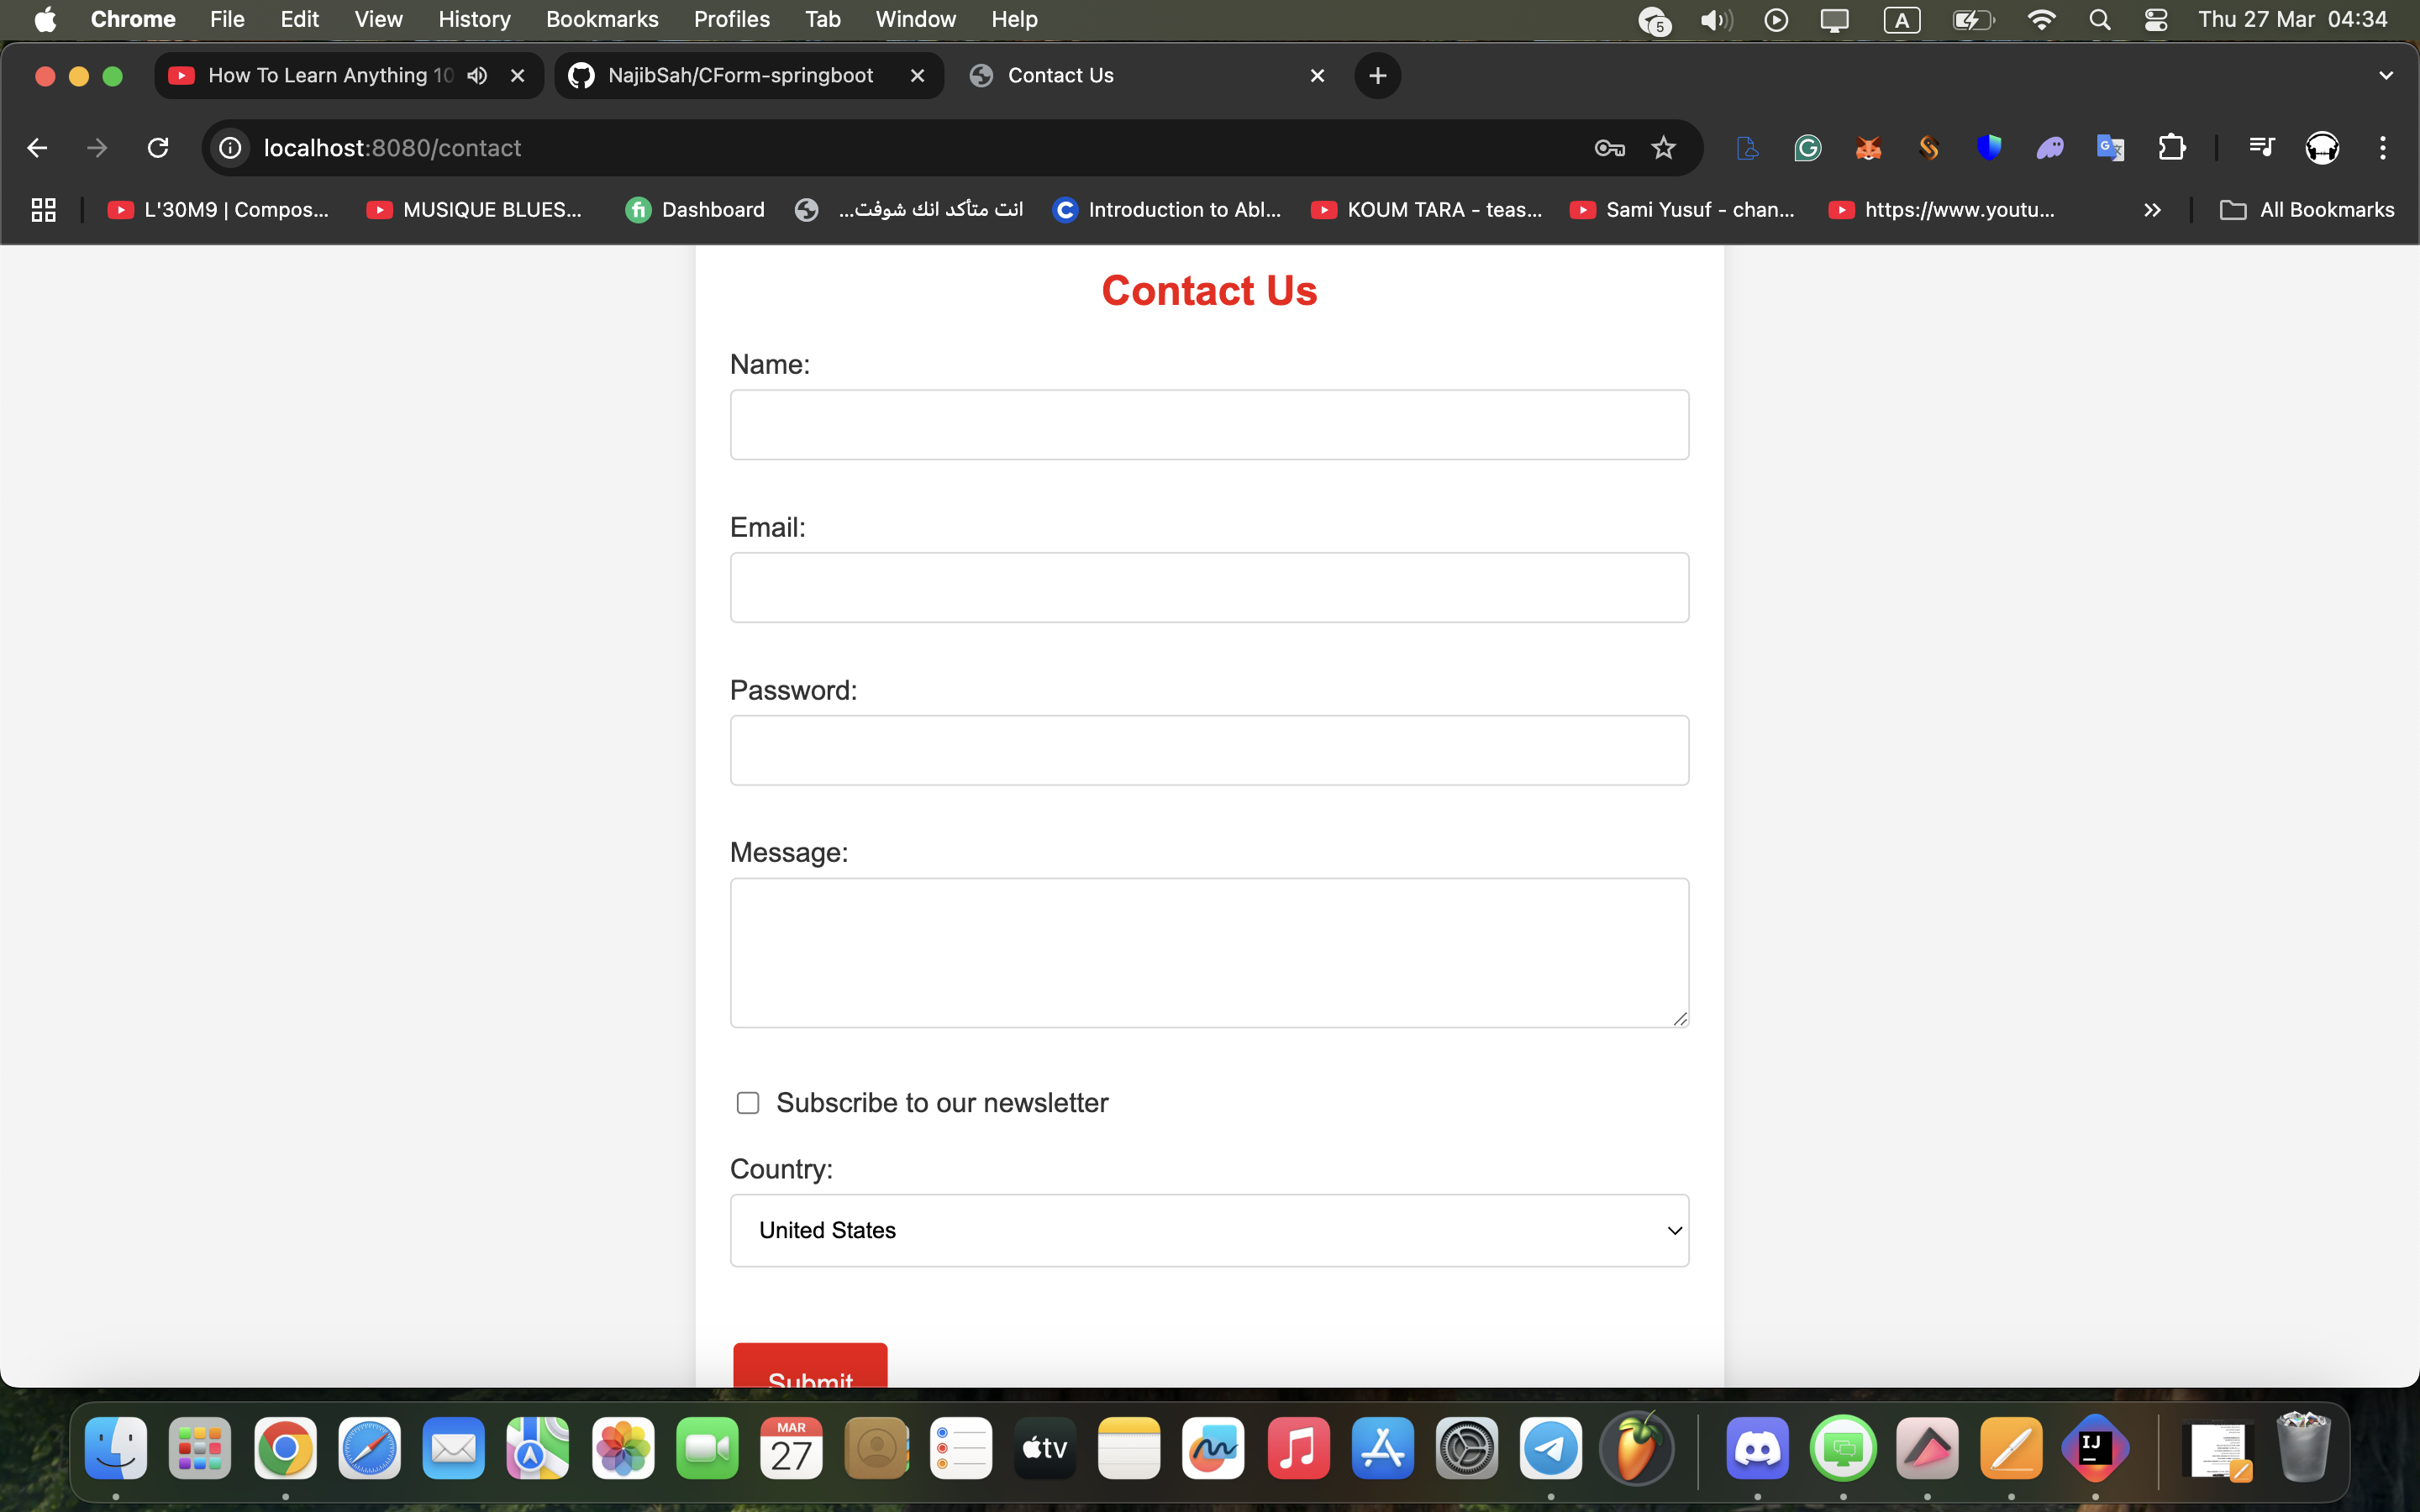 Chrome File Edit View History Bookmarks Profiles Tab Window Help 5 A Thu 27 Mar 04:34
How To Learn Anything 10 NajibSah/CForm-springboot Contact Us
localhost:8080/contact
L'30M9 | Compos... MUSIQUE BLUES... Dashboard انت متأكد انك شوفت... Introduction to Abl... KOUM TARA - teas... Sami Yusuf - chan... https://www.youtu... All Bookmarks
Contact Us
Name:
Email:
Password:
Message:
Subscribe to our newsletter
Country:
United States
Submit
MAR
27
tv
IJ